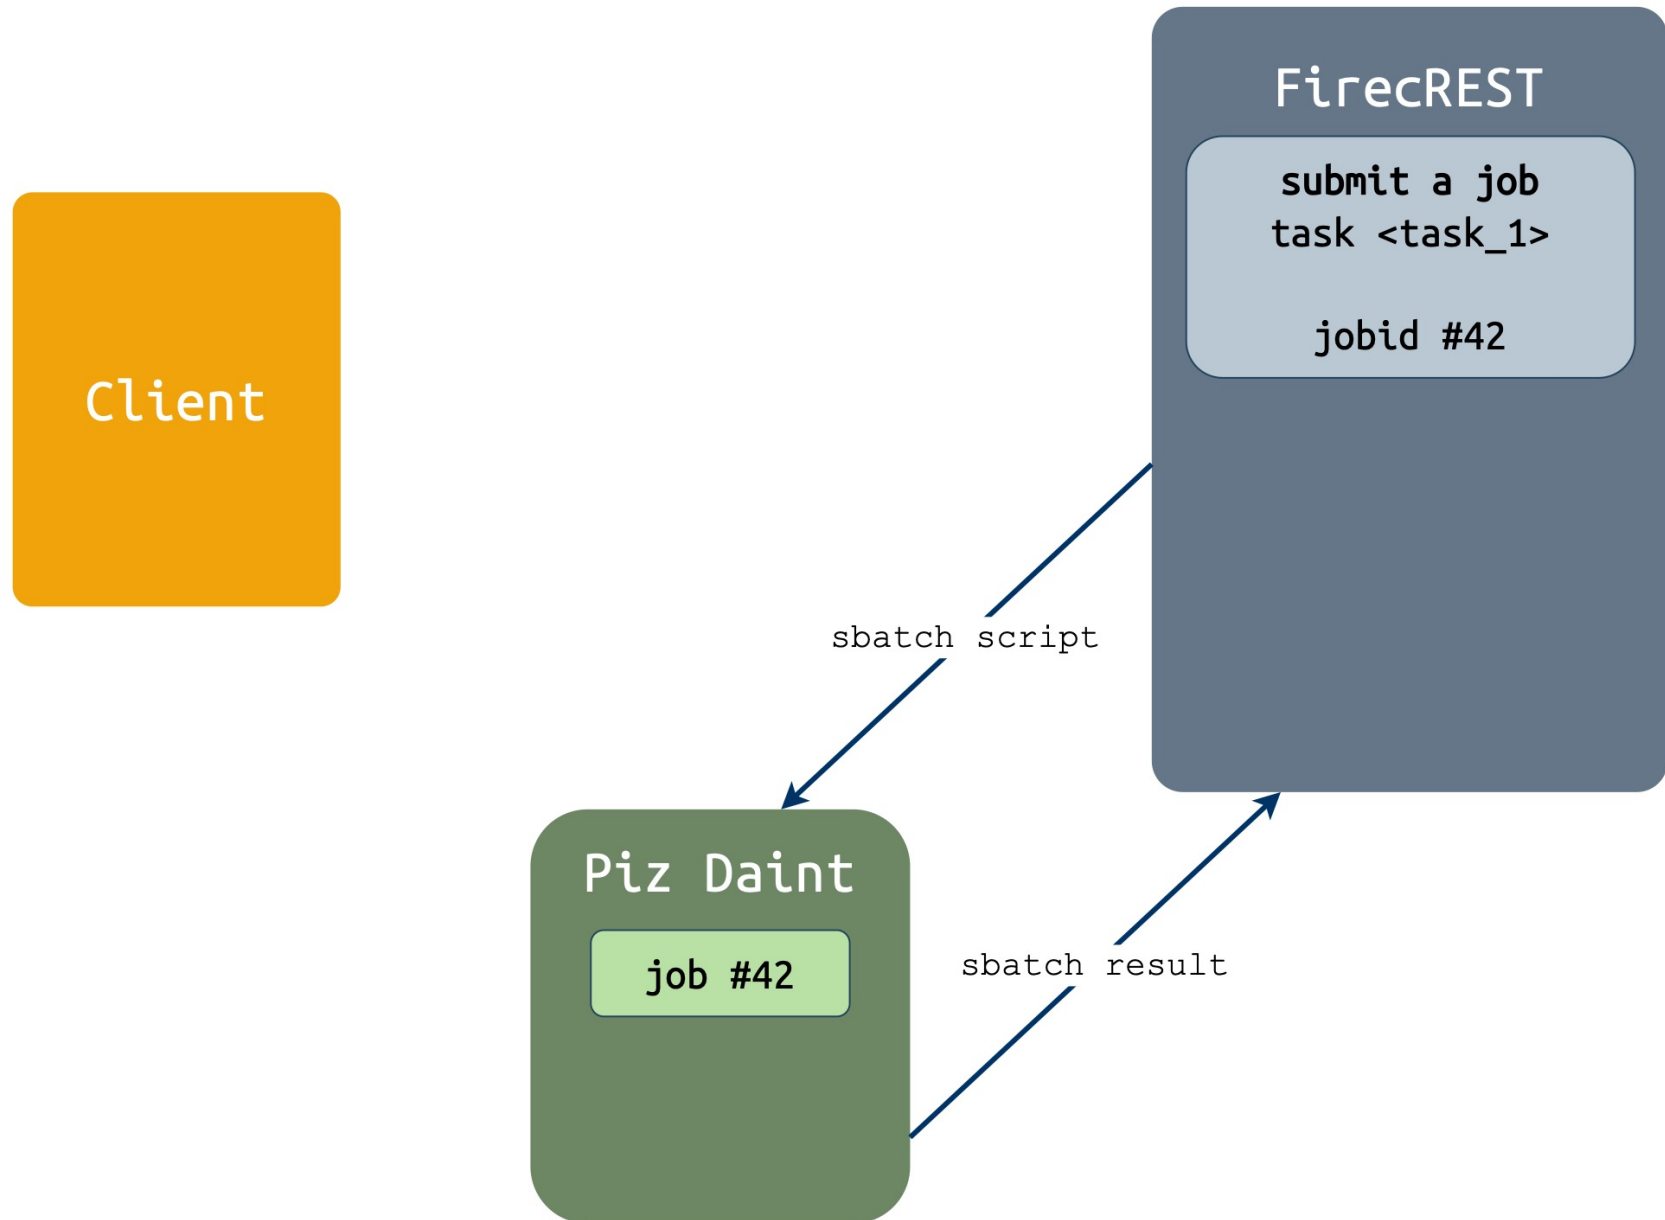 FirecREST
submit a job
task <task_1>
jobid #42
Client
sbatch script
Piz Daint
job #42
sbatch result